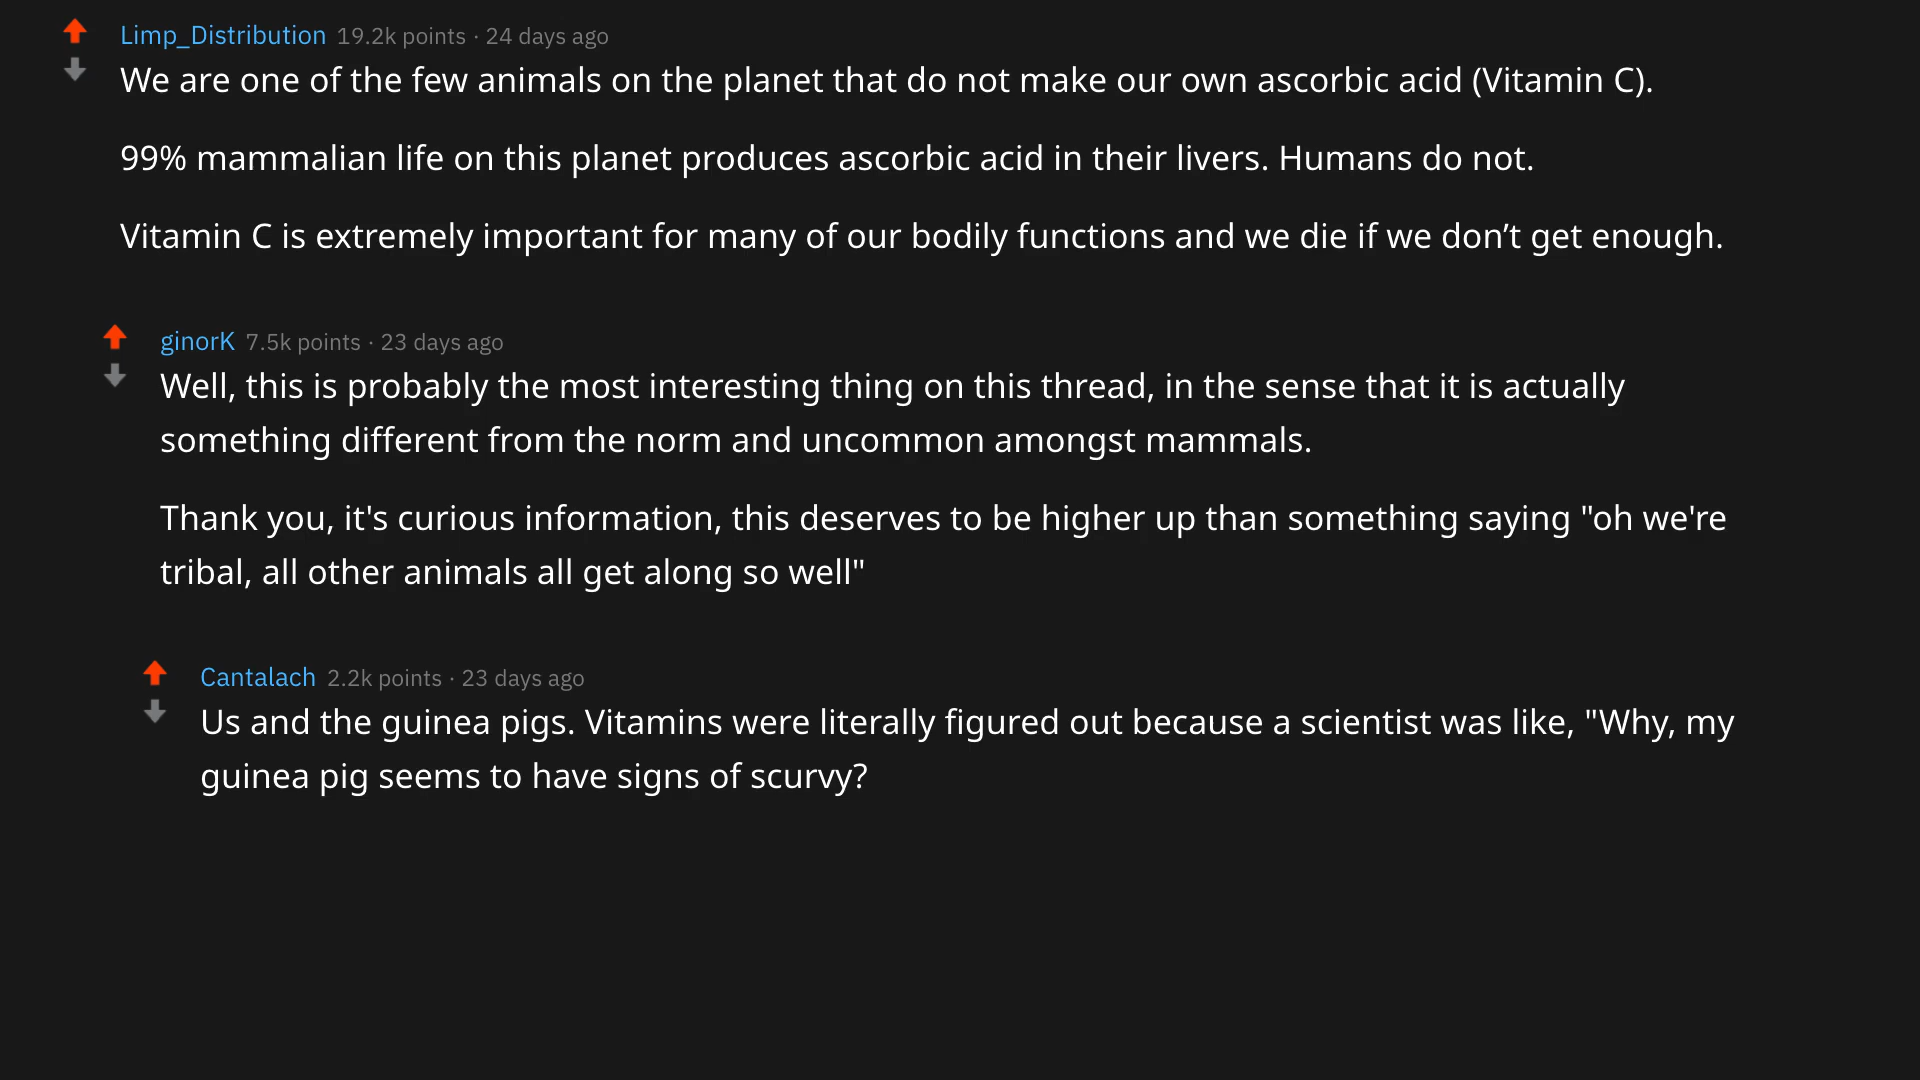 Limp_Distribution 19.2k points · 24 days ago
We are one of the few animals on the planet that do not make our own ascorbic acid (Vitamin C).
99% mammalian life on this planet produces ascorbic acid in their livers. Humans do not.
Vitamin C is extremely important for many of our bodily functions and we die if we don’t get enough.
ginorK 7.5k points · 23 days ago
Well, this is probably the most interesting thing on this thread, in the sense that it is actually
something different from the norm and uncommon amongst mammals.
Thank you, it's curious information, this deserves to be higher up than something saying "oh we're
tribal, all other animals all get along so well"
Cantalach 2.2k points · 23 days ago
Us and the guinea pigs. Vitamins were literally figured out because a scientist was like, "Why, my
guinea pig seems to have signs of scurvy?